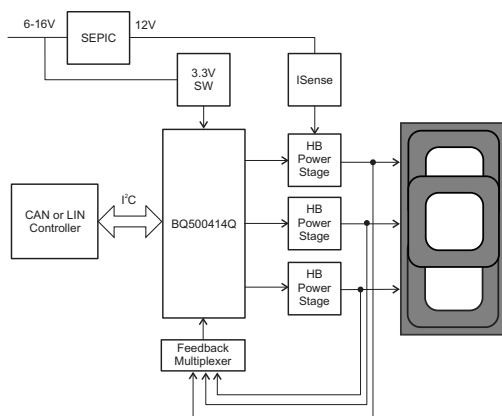 6-16V
SEPIC
12V
3.3V
SW
ISense
HB
Power
Stage
CAN or LIN
Controller
I²C
BQ500414Q
HB
Power
Stage
HB
Power
Stage
Feedback
Multiplexer